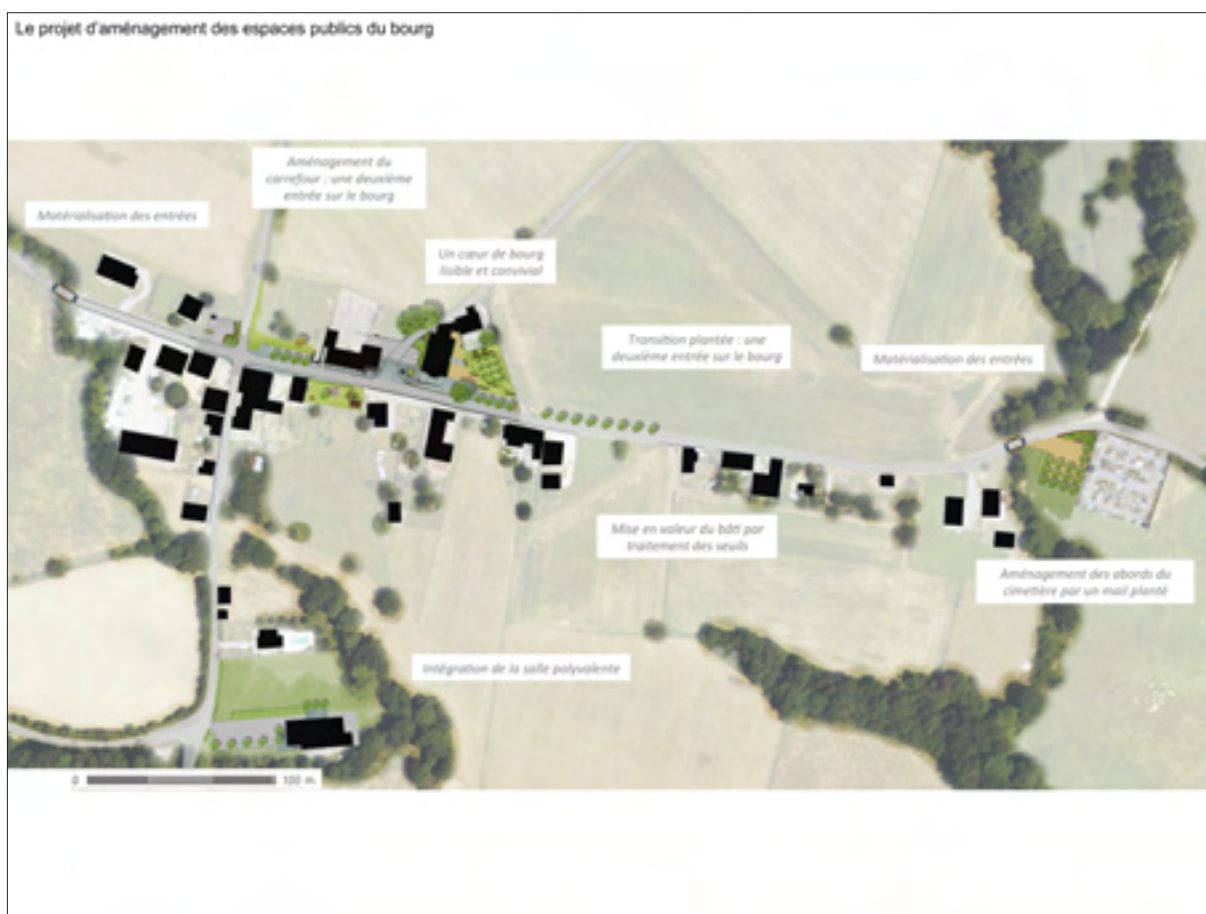 Le projet d'aménagement des espaces publics du bourg
Aménagement du
carrefour : une deuxième
entrée sur le bourg
Matérialisation des entrées
Un cœur de bourg
lisible et convivial
Transition plantée : une
deuxième entrée sur le bourg
Matérialisation des entrées
Mise en valeur du bâti par
traitement des seuils
Aménagement des abords du
cimetière par un mail planté
Intégration de la salle polyvalente
0 100 m